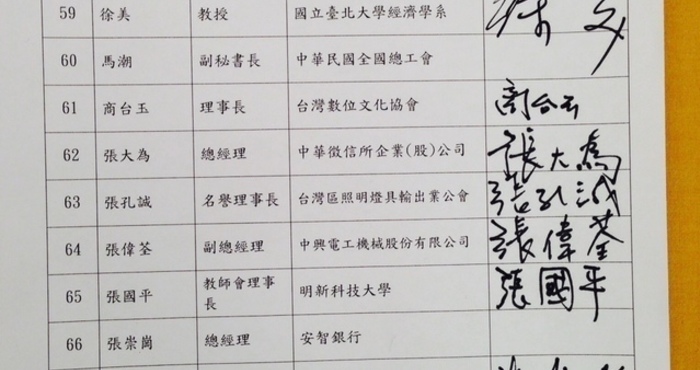 59 徐美 教授 國立臺北大學經濟學系
60 馬潮 副秘書長 中華民國全國總工會
61 商台玉 理事長 台灣數位文化協會 商台玉
62 張大為 總經理 中華徵信所企業(股)公司 張大為
63 張孔誠 名譽理事長 台灣區照明燈具輸出業公會 張孔誠
64 張偉荃 副總經理 中興電工機械股份有限公司 張偉荃
65 張國平 教師會理事長 明新科技大學 張國平
66 張崇崗 總經理 安智銀行